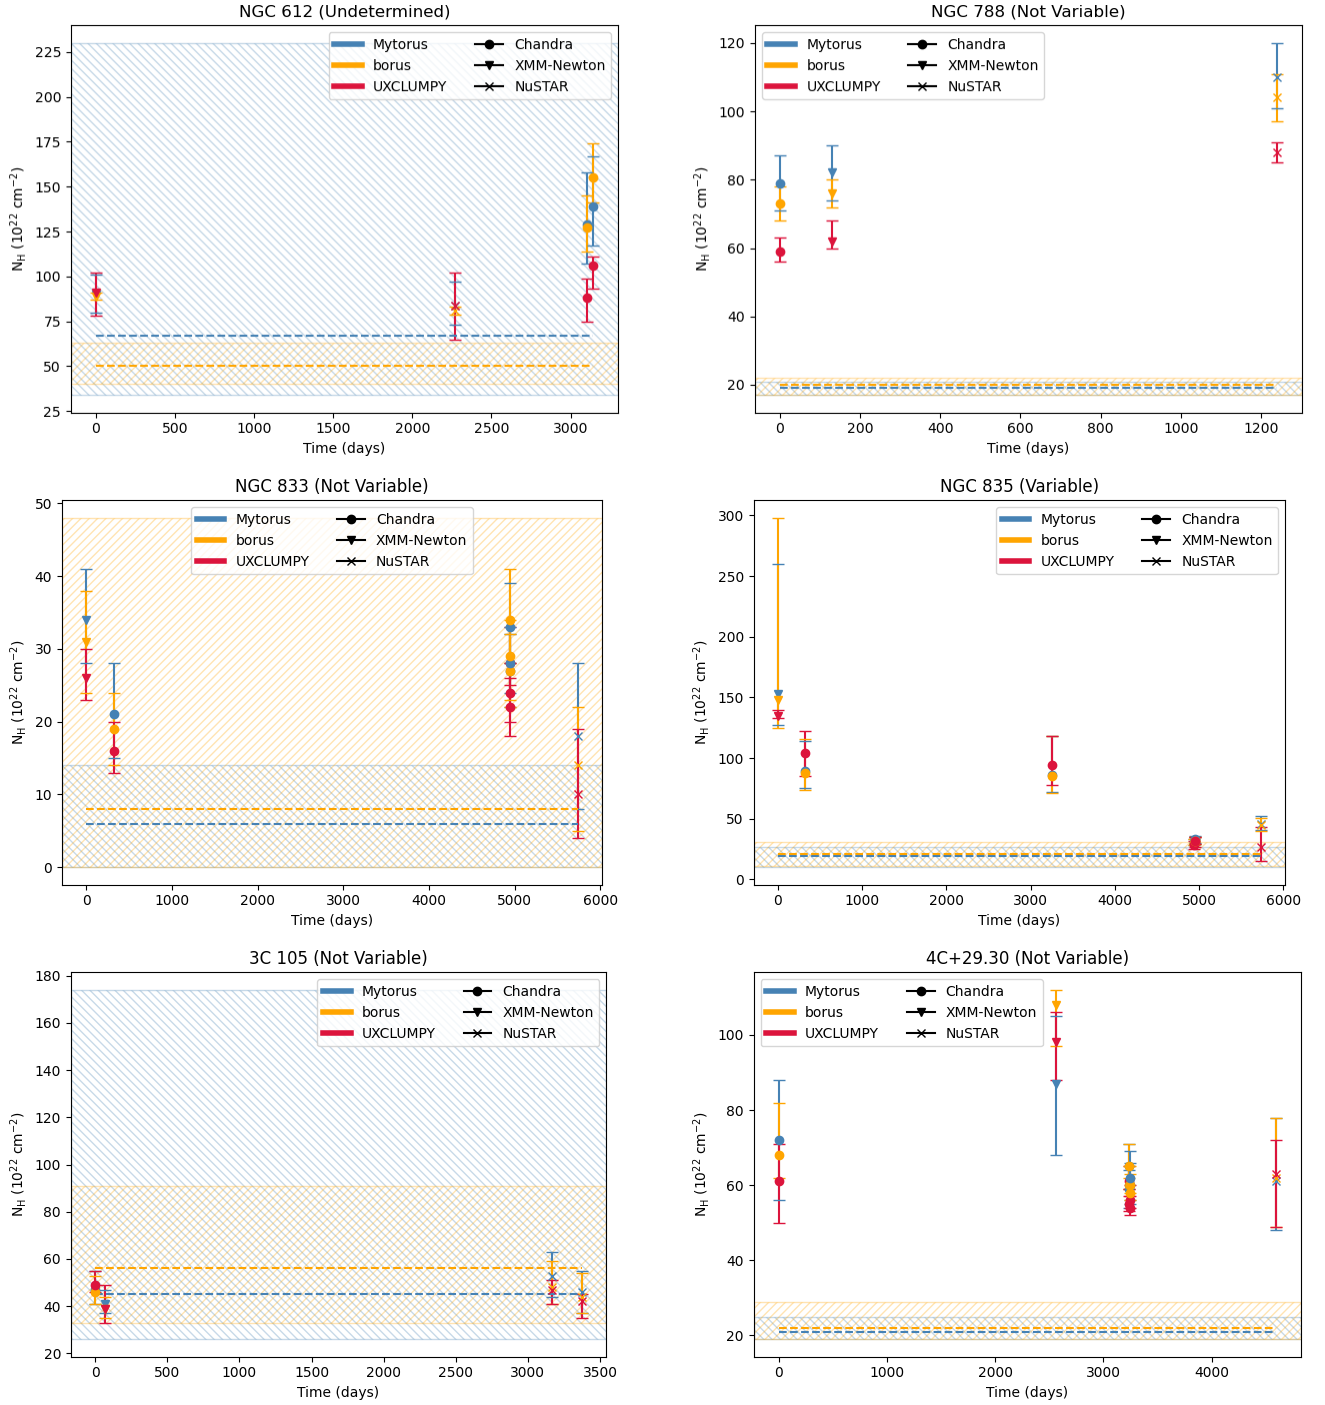 NGC 612 (Undetermined)
Mytorus
borus
UXCLUMPY
Chandra
XMM-Newton
NuSTAR
225
200
175
150
125
100
75
50
25
N_H (10^22 cm^−2)
0 500 1000 1500 2000 2500 3000
Time (days)
NGC 788 (Not Variable)
Mytorus
borus
UXCLUMPY
Chandra
XMM-Newton
NuSTAR
120
100
80
60
40
20
N_H (10^22 cm^−2)
0 200 400 600 800 1000 1200
Time (days)
NGC 833 (Not Variable)
Mytorus
borus
UXCLUMPY
Chandra
XMM-Newton
NuSTAR
50
40
30
20
10
0
N_H (10^22 cm^−2)
0 1000 2000 3000 4000 5000 6000
Time (days)
NGC 835 (Variable)
Mytorus
borus
UXCLUMPY
Chandra
XMM-Newton
NuSTAR
300
250
200
150
100
50
0
N_H (10^22 cm^−2)
0 1000 2000 3000 4000 5000 6000
Time (days)
3C 105 (Not Variable)
Mytorus
borus
UXCLUMPY
Chandra
XMM-Newton
NuSTAR
180
160
140
120
100
80
60
40
20
N_H (10^22 cm^−2)
0 500 1000 1500 2000 2500 3000 3500
Time (days)
4C+29.30 (Not Variable)
Mytorus
borus
UXCLUMPY
Chandra
XMM-Newton
NuSTAR
100
80
60
40
20
N_H (10^22 cm^−2)
0 1000 2000 3000 4000
Time (days)